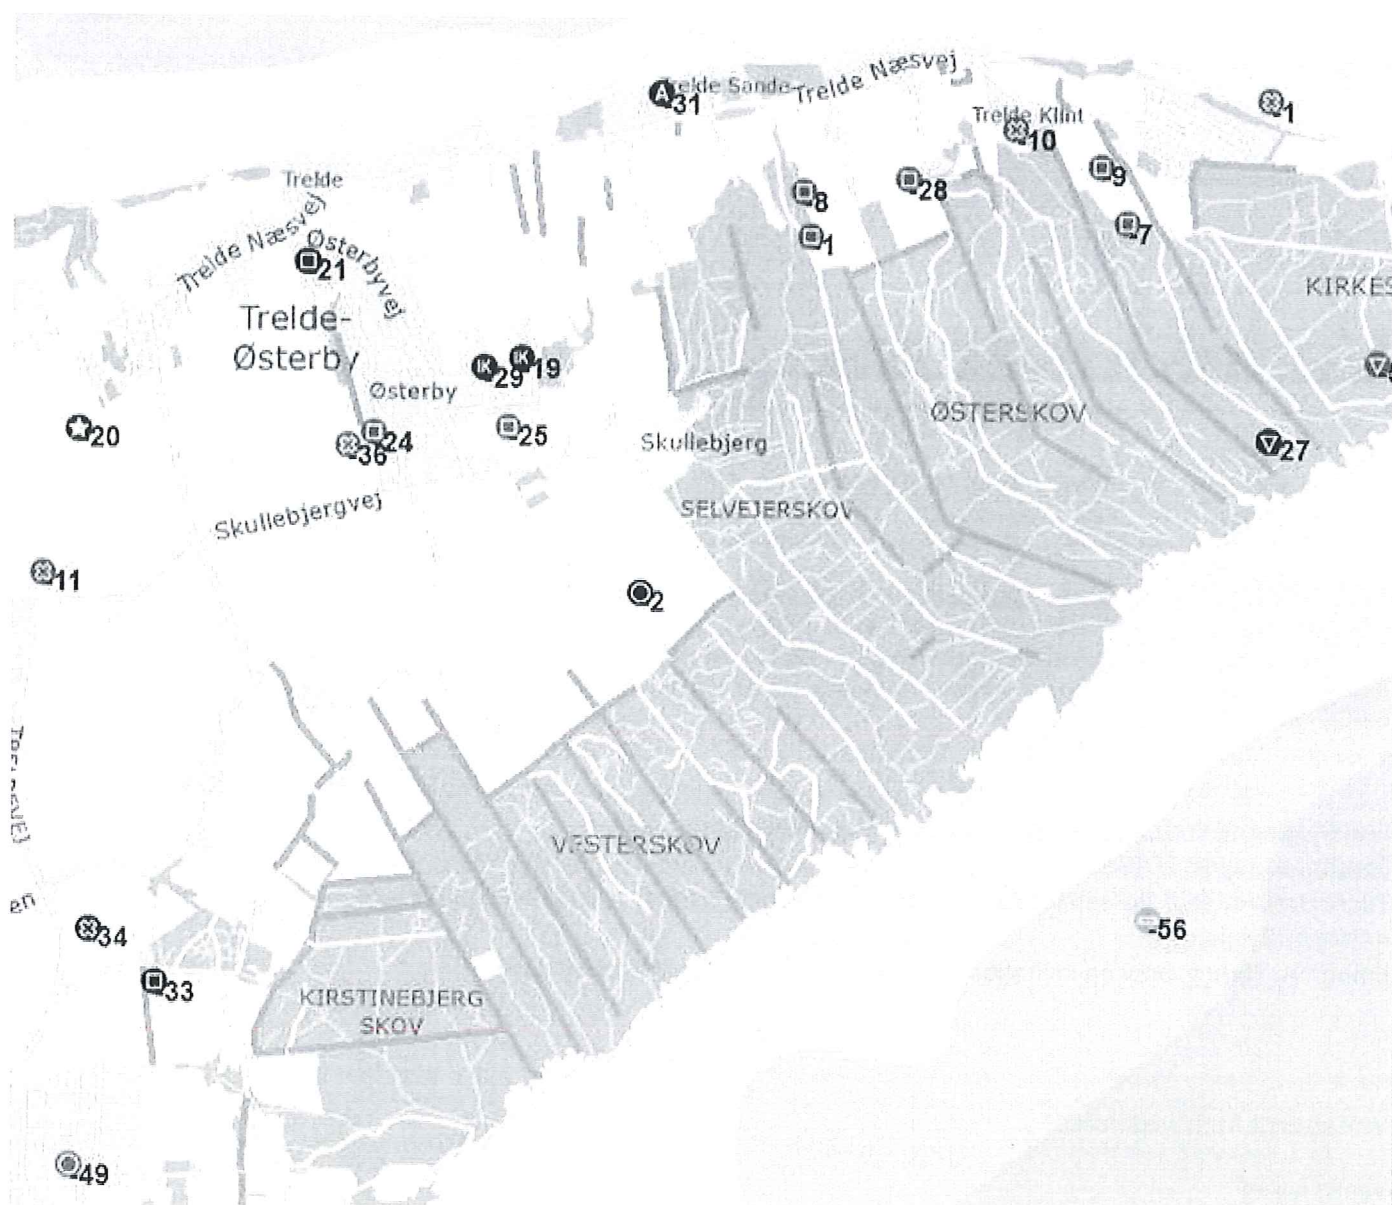 Trelde Næsvej
Trelde Sande-
-31
-1
Trelde Klint
-10
-9
Trelde
-8
-28
-7
-1
Trelde Næsvej
Østerbyvej
-21
KIRKES
Trelde-
Østerby
-29
-19
Østerby
ØSTERSKOV
-20
-24
-36
-25
Skullebjerg
-27
Skullebjergvej
SELVEJERSKOV
-11
-2
VESTERSKOV
en
-34
-56
-33
KIRSTINEBJERG
SKOV
-49